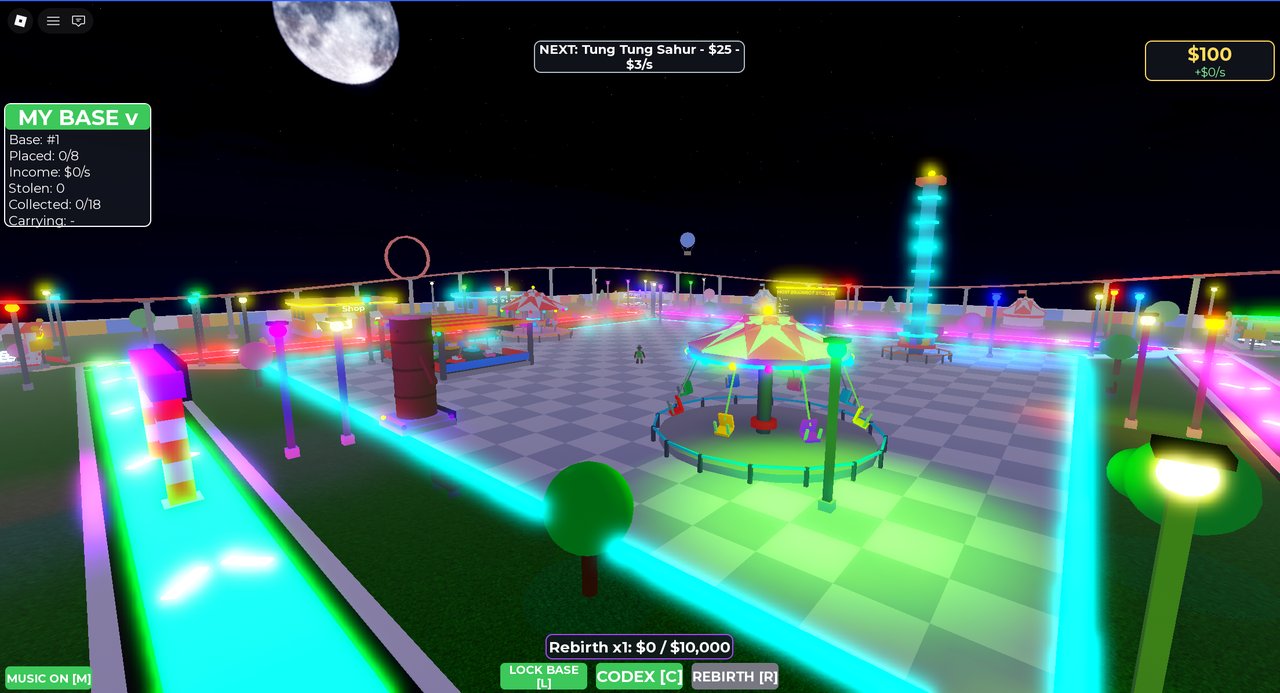 NEXT: Tung Tung Sahur - $25 -
$3/s
$100
+$0/s
MY BASE v
Base: #1
Placed: 0/8
Income: $0/s
Stolen: 0
Collected: 0/18
Carrying: -
Shop
Rebirth x1: $0 / $10,000
MUSIC ON [M]
LOCK BASE
[L]
CODEX [C]
REBIRTH [R]